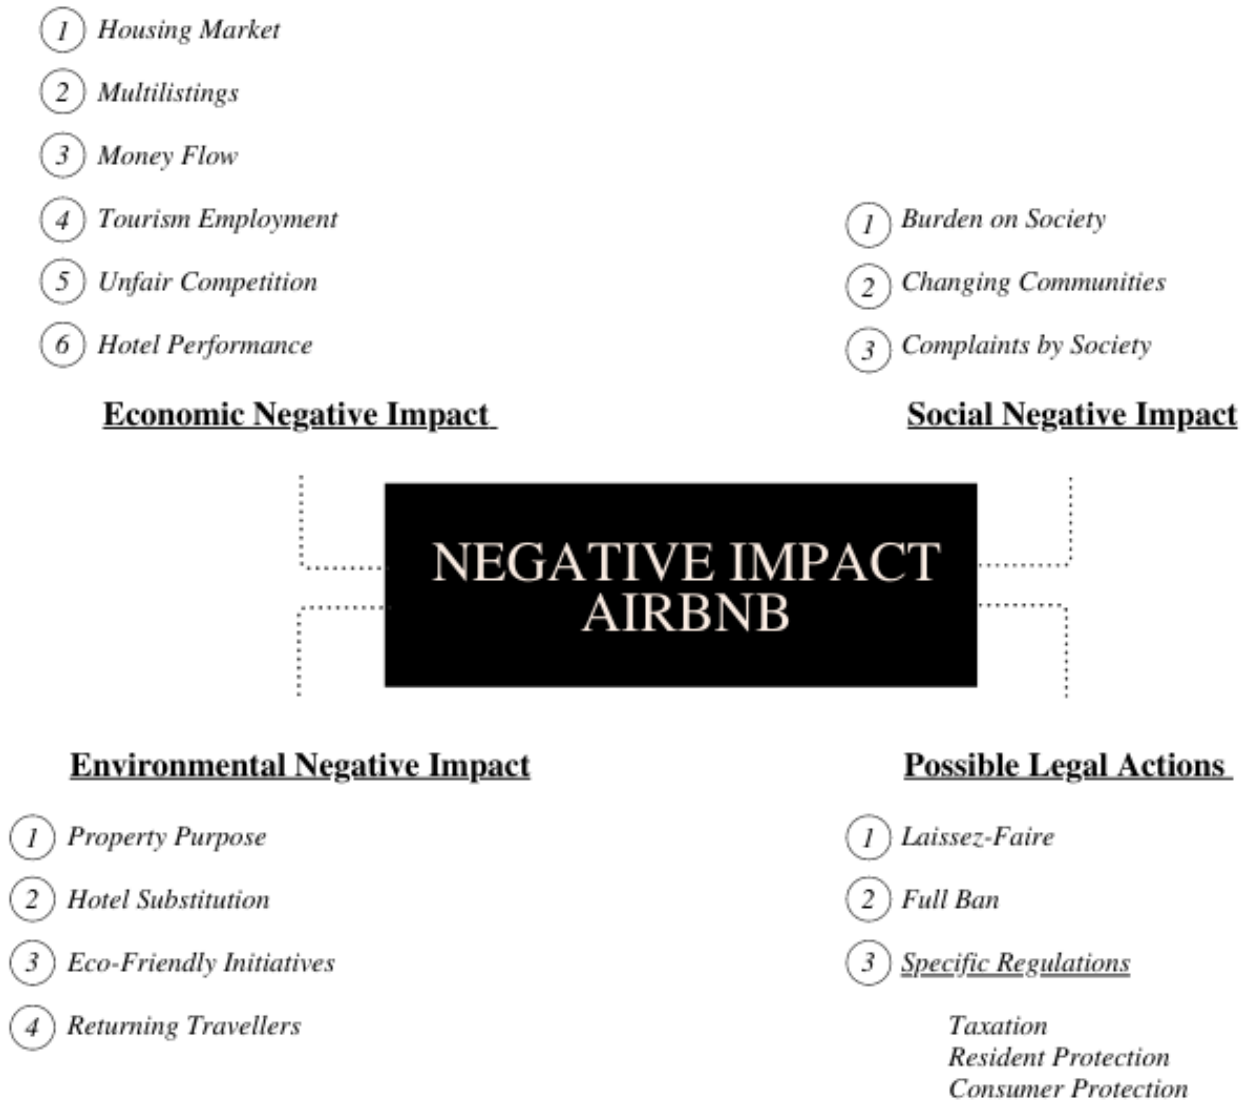 1 Housing Market
2 Multilistings
3 Money Flow
4 Tourism Employment
5 Unfair Competition
6 Hotel Performance
Economic Negative Impact
1 Burden on Society
2 Changing Communities
3 Complaints by Society
Social Negative Impact
NEGATIVE IMPACT
AIRBNB
Environmental Negative Impact
1 Property Purpose
2 Hotel Substitution
3 Eco-Friendly Initiatives
4 Returning Travellers
Possible Legal Actions
1 Laissez-Faire
2 Full Ban
3 Specific Regulations
Taxation
Resident Protection
Consumer Protection